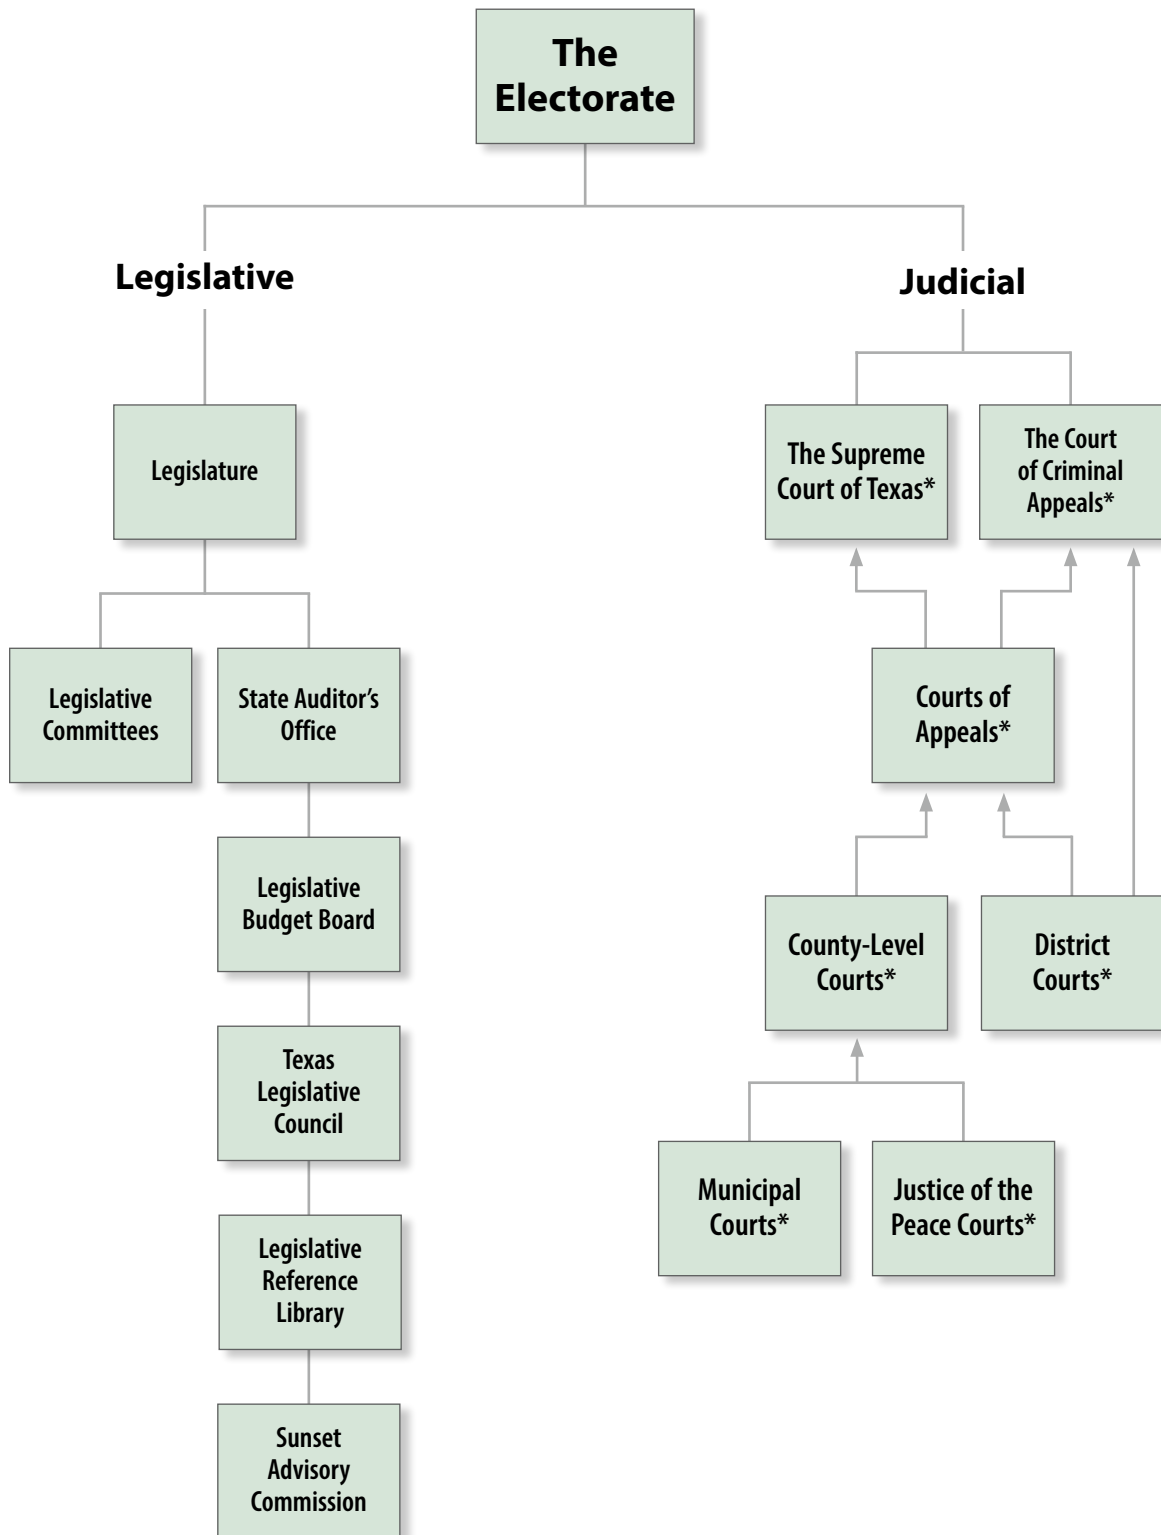 The
Electorate
Legislative
Judicial
Legislature
The Supreme
Court of Texas*
The Court
of Criminal
Appeals*
Legislative
Committees
State Auditor's
Office
Courts of
Appeals*
Legislative
Budget Board
County-Level
Courts*
District
Courts*
Texas
Legislative
Council
Municipal
Courts*
Justice of the
Peace Courts*
Legislative
Reference
Library
Sunset
Advisory
Commission